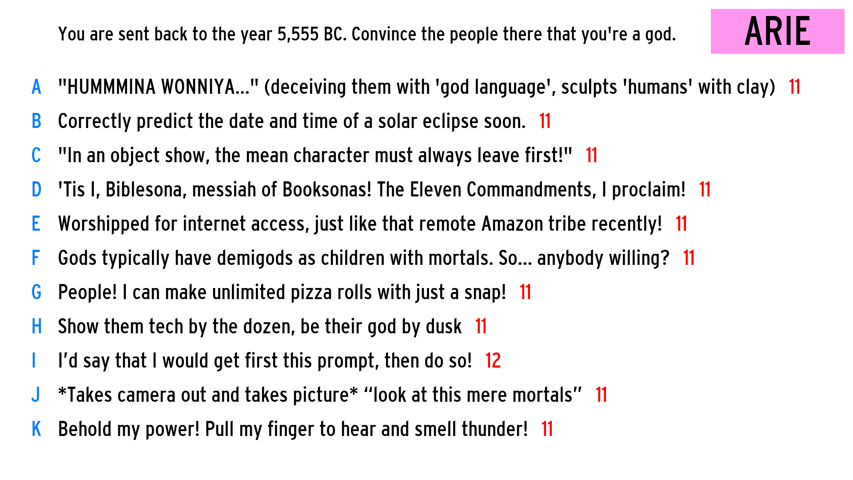 You are sent back to the year 5,555 BC. Convince the people there that you're a god.
ARIE
A "HUMMMINA WONNIYA..." (deceiving them with 'god language', sculpts 'humans' with clay) 11
B Correctly predict the date and time of a solar eclipse soon. 11
C "In an object show, the mean character must always leave first!" 11
D 'Tis I, Biblesona, messiah of Booksonas! The Eleven Commandments, I proclaim! 11
E Worshipped for internet access, just like that remote Amazon tribe recently! 11
F Gods typically have demigods as children with mortals. So... anybody willing? 11
G People! I can make unlimited pizza rolls with just a snap! 11
H Show them tech by the dozen, be their god by dusk 11
I I’d say that I would get first this prompt, then do so! 12
J *Takes camera out and takes picture* “look at this mere mortals” 11
K Behold my power! Pull my finger to hear and smell thunder! 11